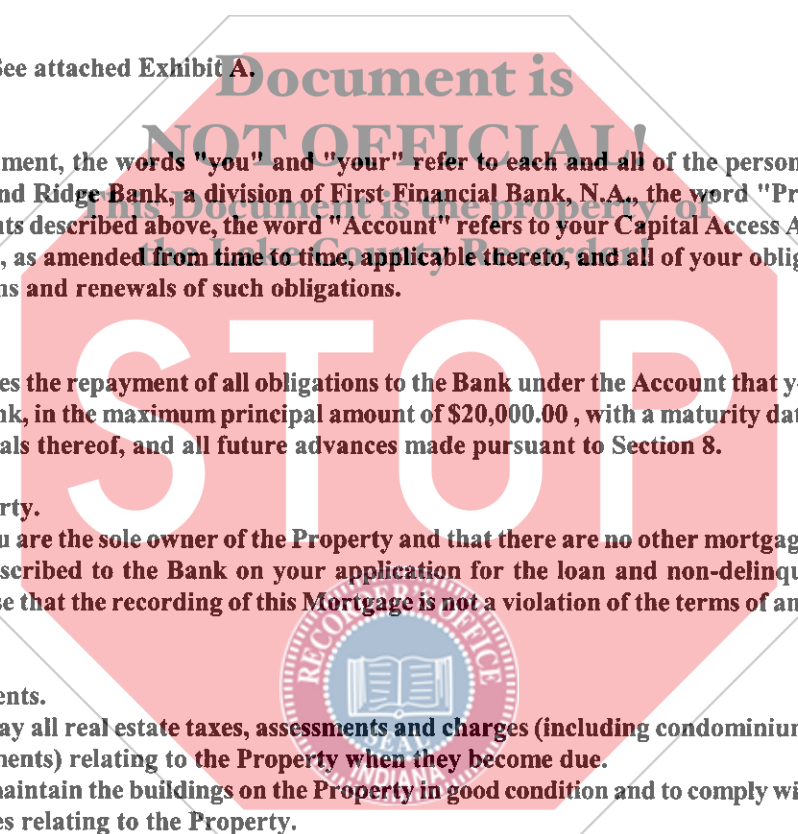 See attached Exhibit A.
Document is
NOT OFFICIAL!
This Document is the property of
the Lake County Recorder!
ment, the words "you" and "your" refer to each and all of the person
nd Ridge Bank, a division of First Financial Bank, N.A., the word "Pr
nts described above, the word "Account" refers to your Capital Access A
, as amended from time to time, applicable thereto, and all of your oblig
ns and renewals of such obligations.
STOP
es the repayment of all obligations to the Bank under the Account that y
nk, in the maximum principal amount of $20,000.00 , with a maturity dat
als thereof, and all future advances made pursuant to Section 8.
rty.
u are the sole owner of the Property and that there are no other mortgag
scribed to the Bank on your application for the loan and non-delinqu
se that the recording of this Mortgage is not a violation of the terms of an
RECORDER'S OFFICE
SEAL
INDIANA
ents.
ay all real estate taxes, assessments and charges (including condominium
ments) relating to the Property when they become due.
maintain the buildings on the Property in good condition and to comply wi
es relating to the Property.